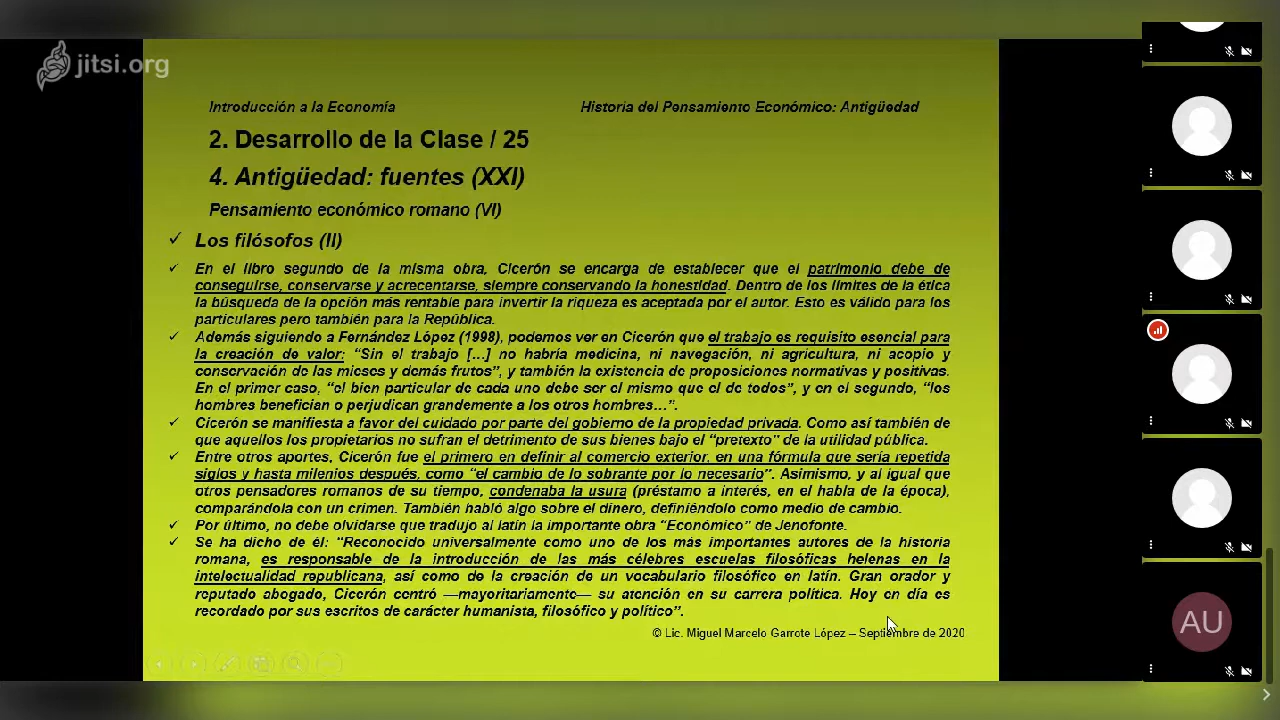 jitsi.org
Introducción a la Economía
Historia del Pensamiento Económico: Antigüedad
2. Desarrollo de la Clase / 25
4. Antigüedad: fuentes (XXI)
Pensamiento económico romano (VI)
✓ Los filósofos (II)
✓ En el libro segundo de la misma obra, Cicerón se encarga de establecer que el patrimonio debe de
conseguirse, conservarse y acrecentarse, siempre conservando la honestidad. Dentro de los límites de la ética
la búsqueda de la opción más rentable para invertir la riqueza es aceptada por el autor. Esto es válido para los
particulares pero también para la República.
✓ Además siguiendo a Fernández López (1998), podemos ver en Cicerón que el trabajo es requisito esencial para
la creación de valor: “Sin el trabajo [...] no habría medicina, ni navegación, ni agricultura, ni acopio y
conservación de las mieses y demás frutos”, y también la existencia de proposiciones normativas y positivas.
En el primer caso, “el bien particular de cada uno debe ser el mismo que el de todos”, y en el segundo, “los
hombres benefician o perjudican grandemente a los otros hombres…”.
✓ Cicerón se manifiesta a favor del cuidado por parte del gobierno de la propiedad privada. Como así también de
que aquellos los propietarios no sufran el detrimento de sus bienes bajo el “pretexto” de la utilidad pública.
✓ Entre otros aportes, Cicerón fue el primero en definir al comercio exterior, en una fórmula que sería repetida
siglos y hasta milenios después, como “el cambio de lo sobrante por lo necesario”. Asimismo, y al igual que
otros pensadores romanos de su tiempo, condenaba la usura (préstamo a interés, en el habla de la época),
comparándola con un crimen. También habló algo sobre el dinero, definiéndolo como medio de cambio.
✓ Por último, no debe olvidarse que tradujo al latín la importante obra “Económico” de Jenofonte.
✓ Se ha dicho de él: “Reconocido universalmente como uno de los más importantes autores de la historia
romana, es responsable de la introducción de las más célebres escuelas filosóficas helenas en la
intelectualidad republicana, así como de la creación de un vocabulario filosófico en latín. Gran orador y
reputado abogado, Cicerón centró —mayoritariamente— su atención en su carrera política. Hoy en día es
recordado por sus escritos de carácter humanista, filosófico y político”.
© Lic. Miguel Marcelo Garrote López – Septiembre de 2020
AU